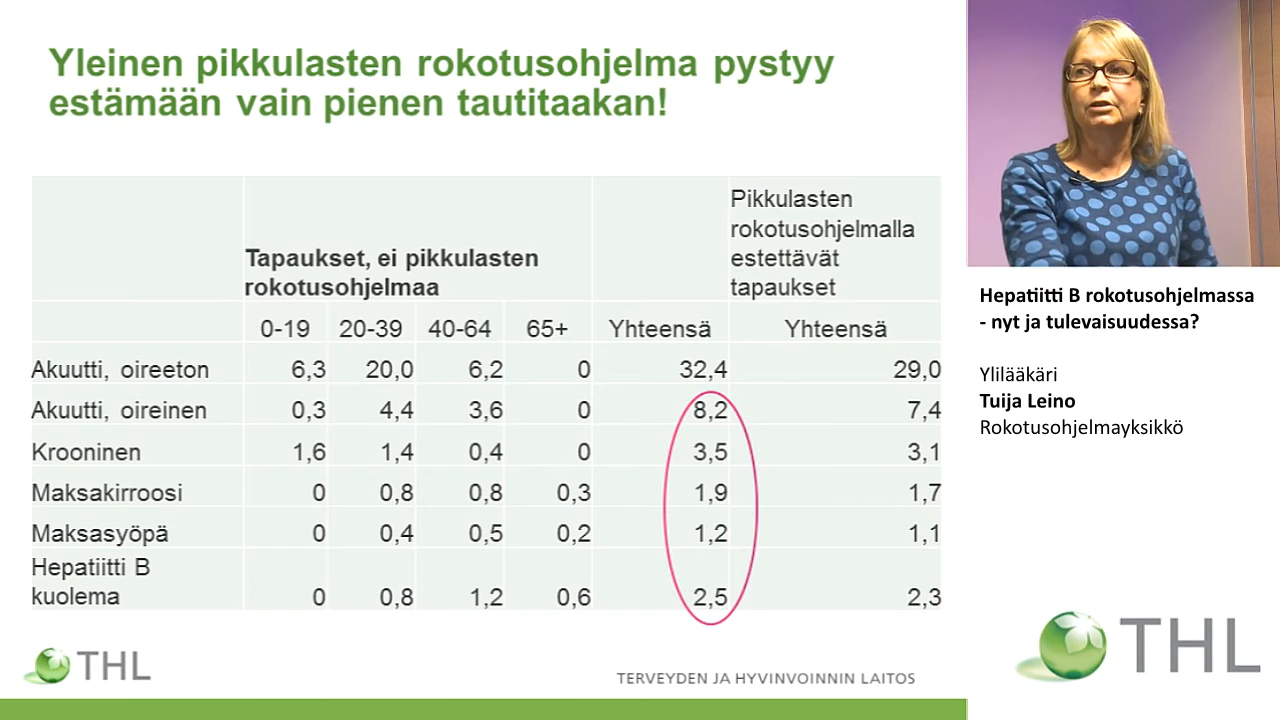 Yleinen pikkulasten rokotusohjelma pystyy
estämään vain pienen tautitaakan!
Tapaukset, ei pikkulasten
rokotusohjelmaa
Pikkulasten
rokotusohjelmalla
estettävät
tapaukset
0-19 20-39 40-64 65+ Yhteensä Yhteensä
Akuutti, oireeton 6,3 20,0 6,2 0 32,4 29,0
Akuutti, oireinen 0,3 4,4 3,6 0 8,2 7,4
Krooninen 1,6 1,4 0,4 0 3,5 3,1
Maksakirroosi 0 0,8 0,8 0,3 1,9 1,7
Maksasyöpä 0 0,4 0,5 0,2 1,2 1,1
Hepatiitti B
kuolema 0 0,8 1,2 0,6 2,5 2,3
THL
TERVEYDEN JA HYVINVOINNIN LAITOS
Hepatiitti B rokotusohjelmassa
- nyt ja tulevaisuudessa?
Ylilääkäri
Tuija Leino
Rokotusohjelmayksikkö
THL